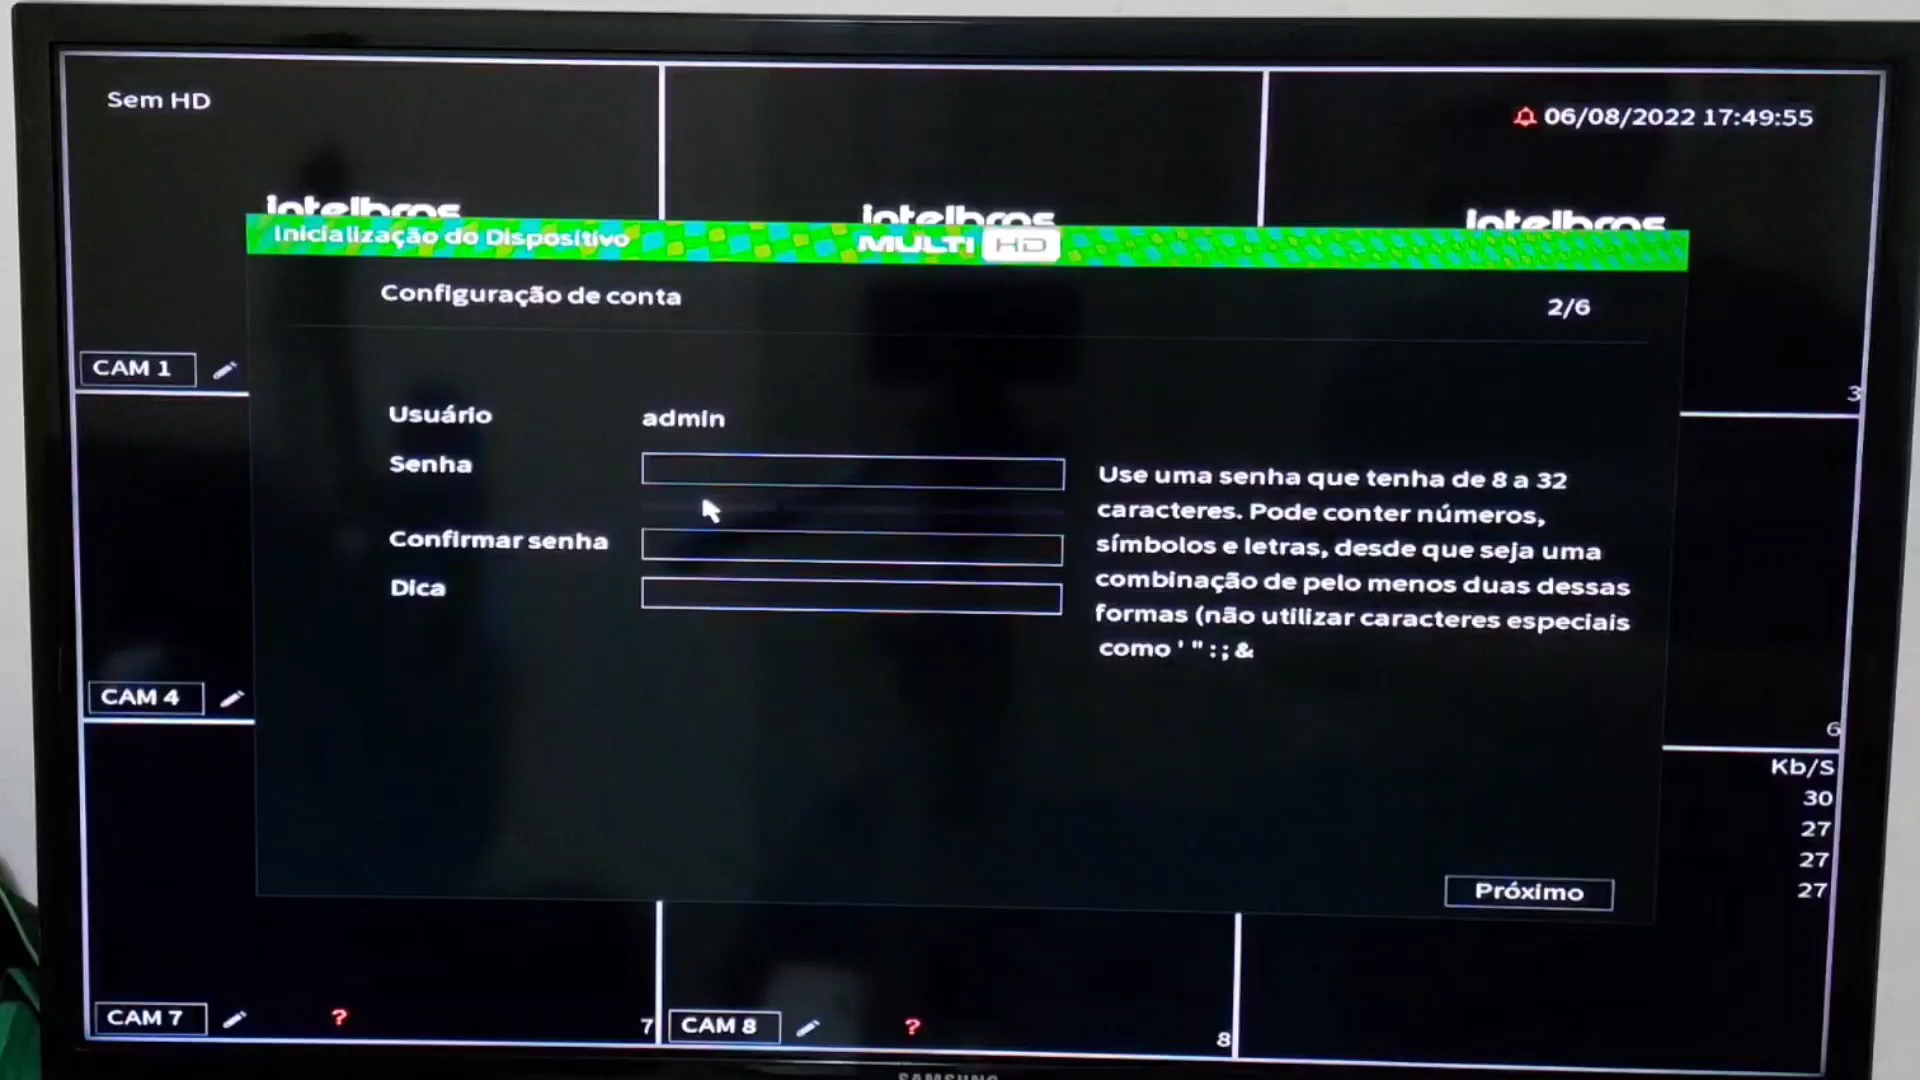 Sem HD
06/08/2022 17:49:55
intelbras
intelbras
intelbras
Inicialização do Dispositivo
MULTI HD
Configuração de conta
2/6
CAM 1
3
Usuário
admin
Senha
Confirmar senha
Dica
Use uma senha que tenha de 8 a 32
caracteres. Pode conter números,
símbolos e letras, desde que seja uma
combinação de pelo menos duas dessas
formas (não utilizar caracteres especiais
como ' " : ; &
CAM 4
6
Kb/S
30
27
27
27
Próximo
CAM 7
?
7
CAM 8
?
8
SAMSUNG